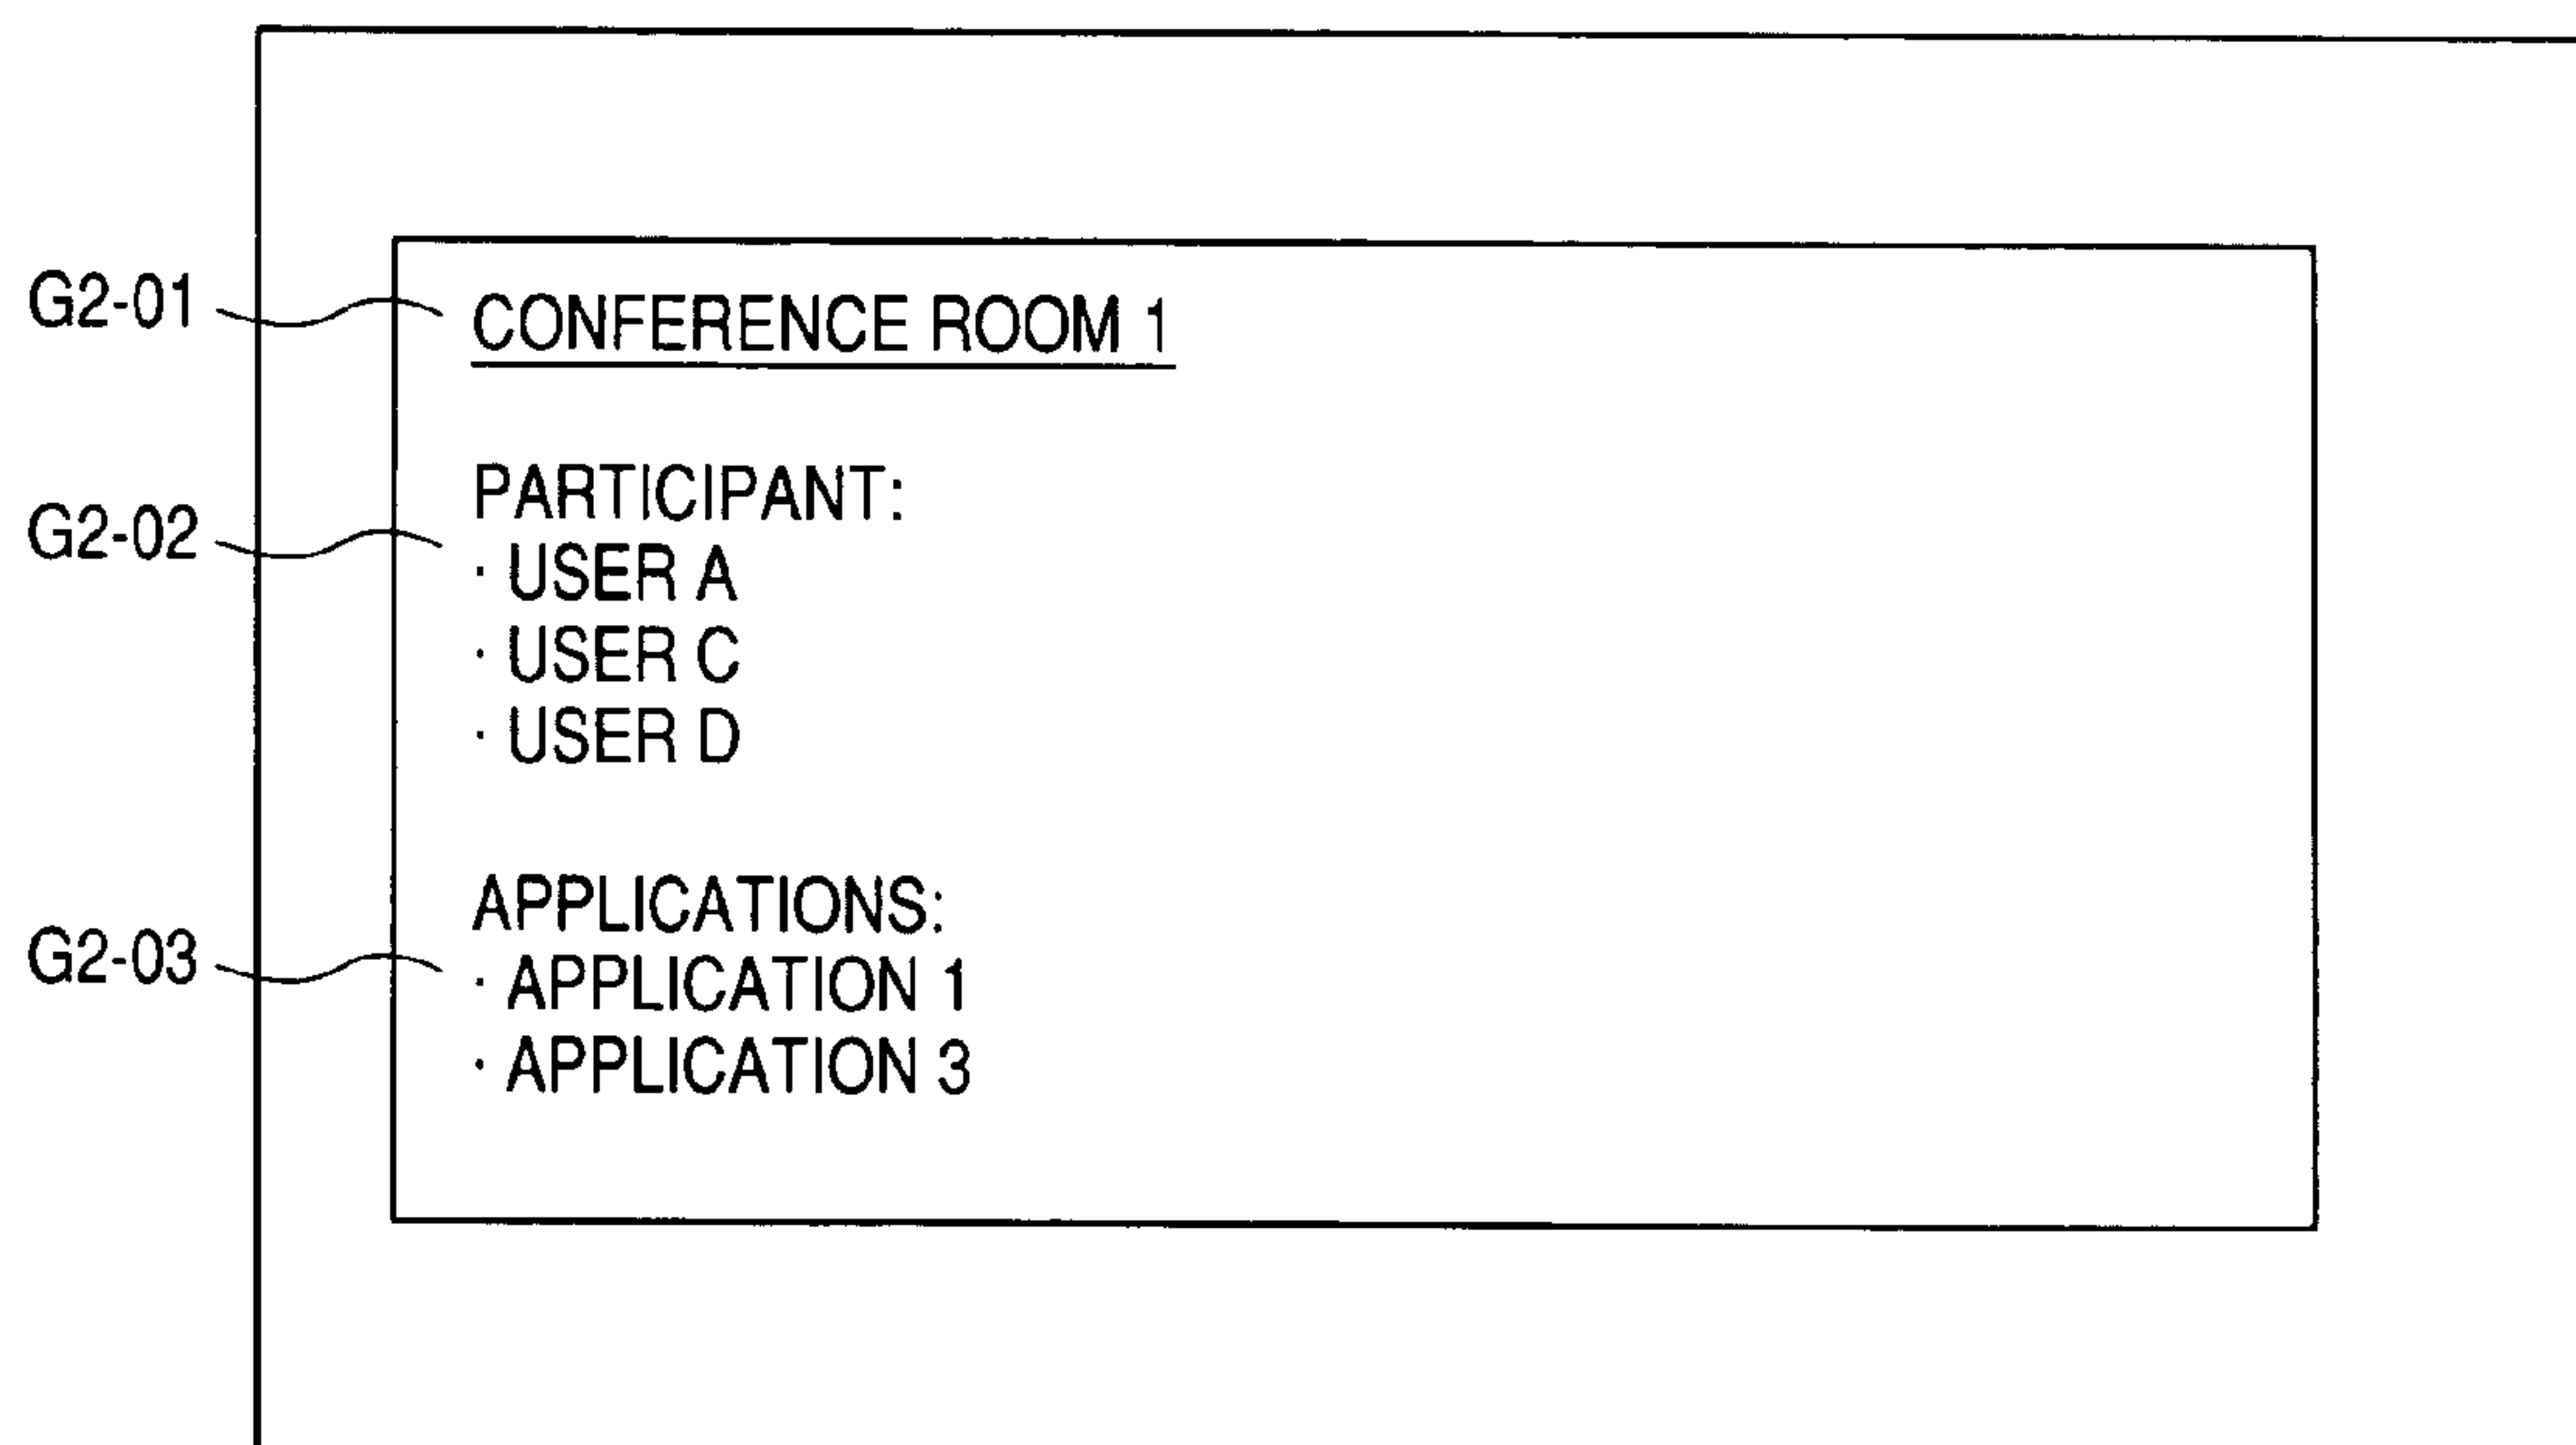 G2-01 CONFERENCE ROOM 1
PARTICIPANT:
G2-02
· USER A
· USER C
· USER D
APPLICATIONS:
G2-03
· APPLICATION 1
· APPLICATION 3